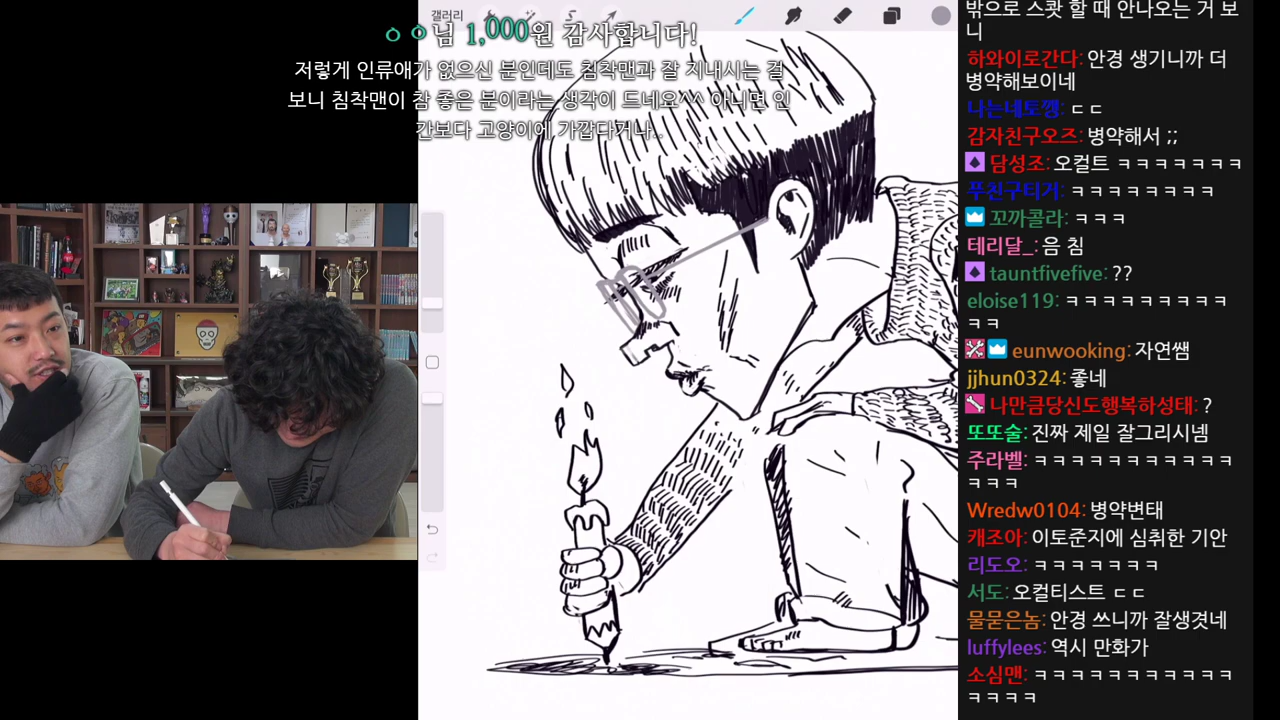 갤러리
ㅇㅇ님 1,000원 감사합니다!
저렇게 인류애가 없으신 분인데도 침착맨과 잘 지내시는 걸
보니 침착맨이 참 좋은 분이라는 생각이 드네요^^ 아니면 인
간보다 고양이에 가깝다거나..
밖으로 스쾃 할 때 안나오는 거 보
니
하와이로간다: 안경 생기니까 더
병약해보이네
나는네토깽: ㄷㄷ
감자친구오즈: 병약해서 ;;
담성조: 오컬트 ㅋㅋㅋㅋㅋㅋㅋ
푸친구티거: ㅋㅋㅋㅋㅋㅋㅋㅋ
꼬까콜라: ㅋㅋㅋ
테리달_: 음 침
tauntfivefive: ??
eloise119: ㅋㅋㅋㅋㅋㅋㅋㅋㅋ
ㅋㅋ
eunwooking: 자연쌤
jjhun0324: 좋네
나만큼당신도행복하성태: ?
또또술: 진짜 제일 잘그리시넴
주라벨: ㅋㅋㅋㅋㅋㅋㅋㅋㅋㅋㅋ
ㅋㅋㅋ
Wredw0104: 병약변태
캐조아: 이토준지에 심취한 기안
리도오: ㅋㅋㅋㅋㅋㅋㅋ
서도: 오컬티스트 ㄷㄷ
물묻은놈: 안경 쓰니까 잘생겻네
luffylees: 역시 만화가
소심맨: ㅋㅋㅋㅋㅋㅋㅋㅋㅋㅋㅋ
ㅋㅋㅋㅋ